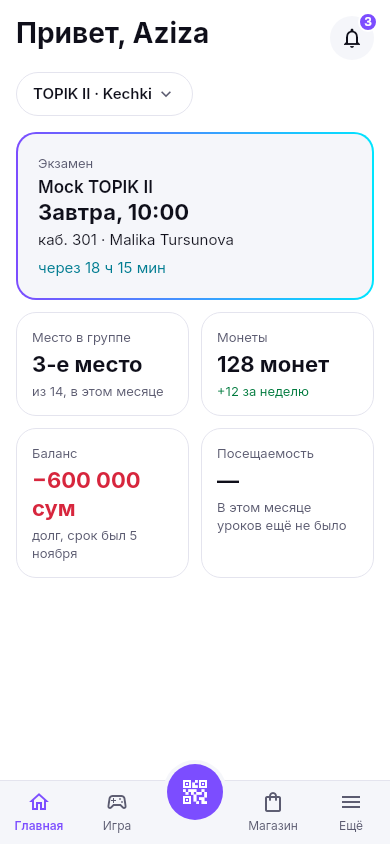 Привет, Aziza
3
TOPIK II · Kechki
Экзамен
Mock TOPIK II
Завтра, 10:00
каб. 301 · Malika Tursunova
через 18 ч 15 мин
Место в группе
3-е место
из 14, в этом месяце
Монеты
128 монет
+12 за неделю
Баланс
−600 000
сум
долг, срок был 5
ноября
Посещаемость
—
В этом месяце
уроков ещё не было
Главная
Игра
Магазин
Ещё